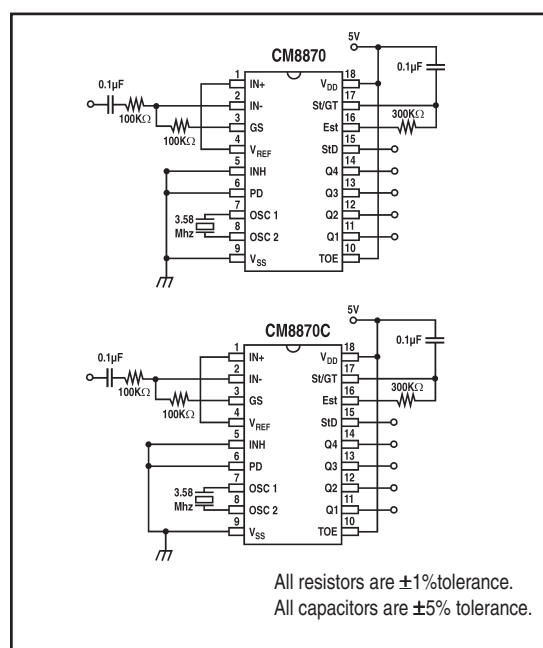 CM8870
5V
0.1µF
0.1µF
100KΩ
100KΩ
300KΩ
3.58
Mhz
1 IN+
2 IN-
3 GS
4 VREF
5 INH
6 PD
7 OSC 1
8 OSC 2
9 VSS
18 VDD
17 St/GT
16 Est
15 StD
14 Q4
13 Q3
12 Q2
11 Q1
10 TOE
CM8870C
5V
0.1µF
0.1µF
100KΩ
100KΩ
300KΩ
3.58
Mhz
1 IN+
2 IN-
3 GS
4 VREF
5 INH
6 PD
7 OSC 1
8 OSC 2
9 VSS
18 VDD
17 St/GT
16 Est
15 StD
14 Q4
13 Q3
12 Q2
11 Q1
10 TOE
All resistors are ±1%tolerance.
All capacitors are ±5% tolerance.